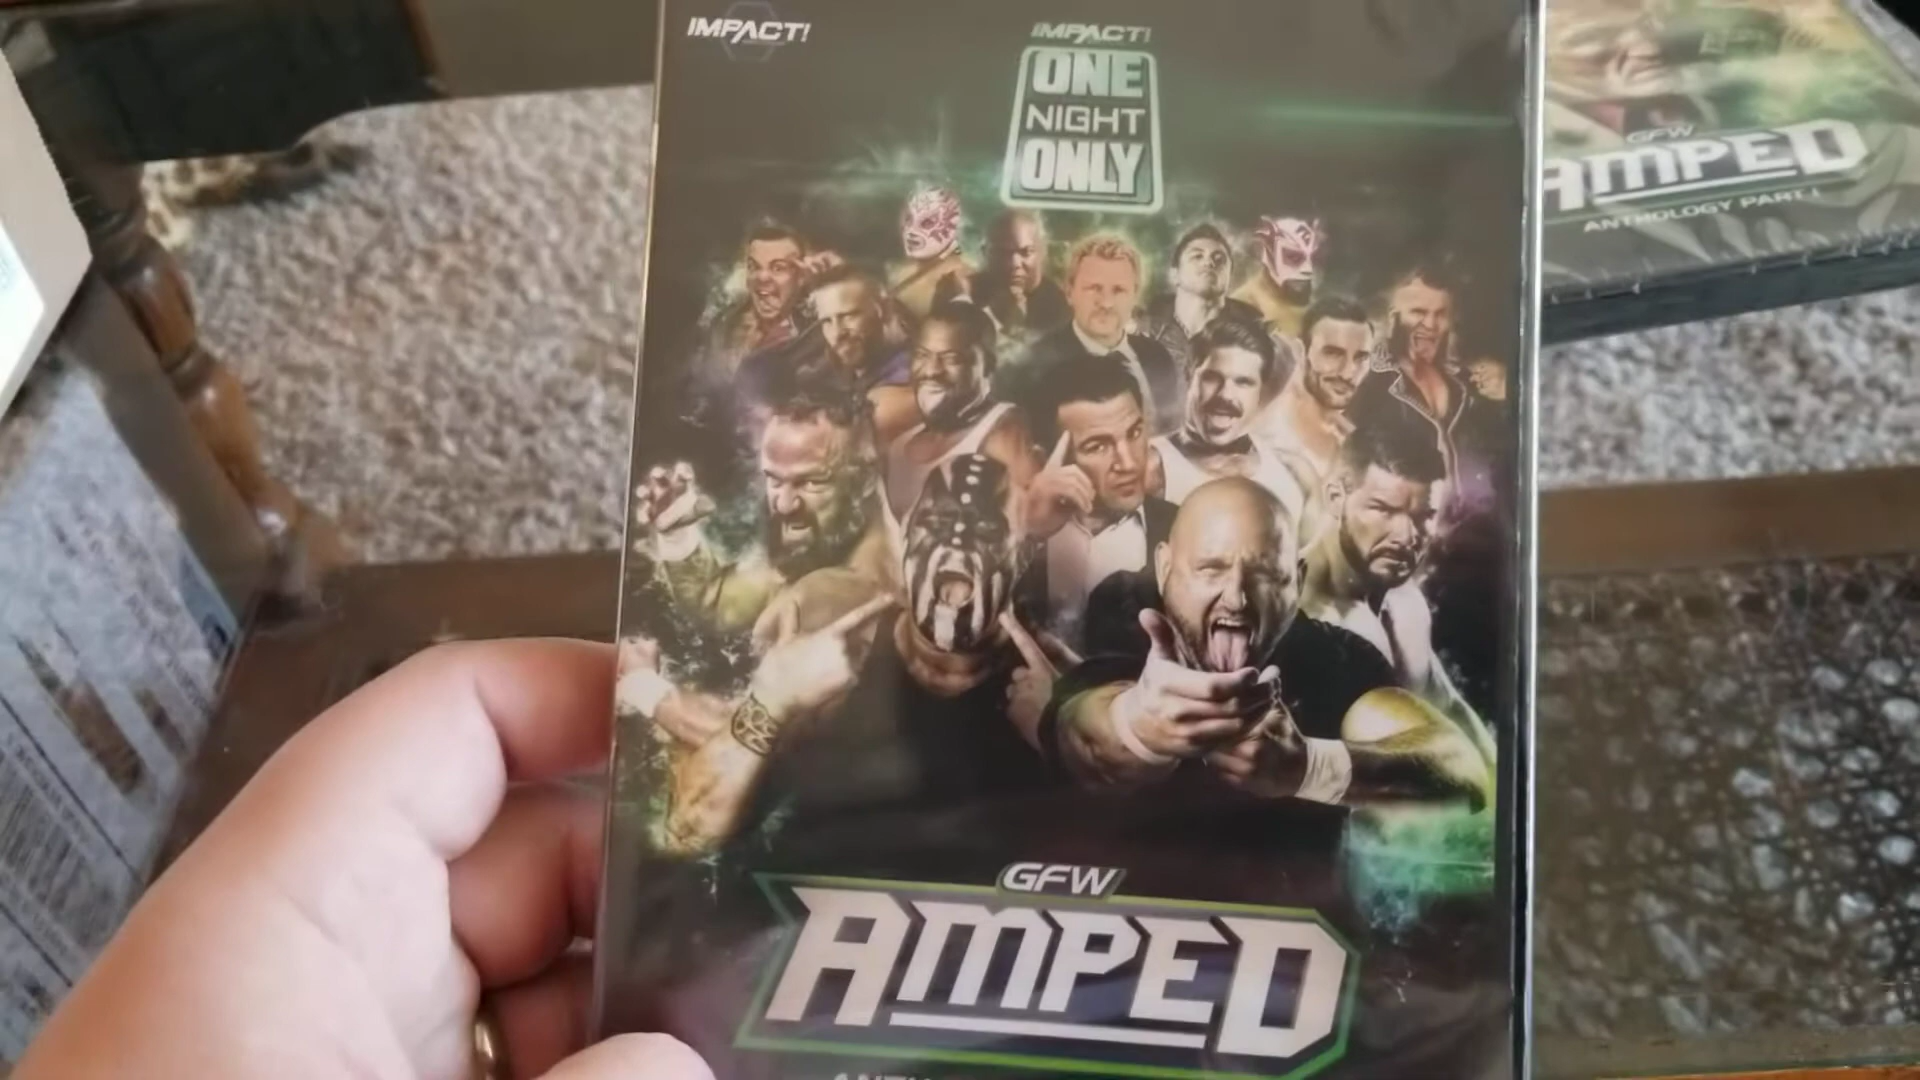 IMPACT!
IMPACT!
ONE
NIGHT
ONLY
GFW
AMPED
GFW
AMPED
ANTHOLOGY PART I